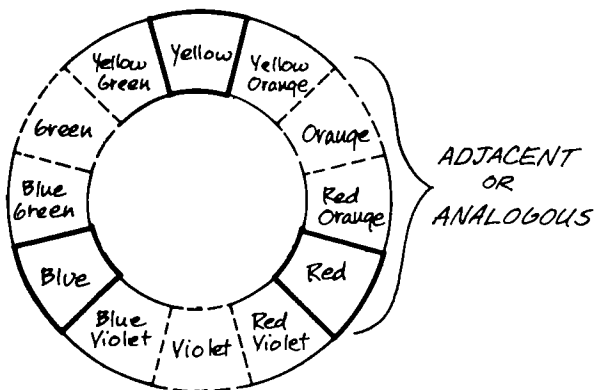 Yellow
Yellow
Orange
Orange
Red
Orange
Red
Red
Violet
Violet
Blue
Violet
Blue
Blue
Green
Green
Yellow
Green
ADJACENT
OR
ANALOGOUS